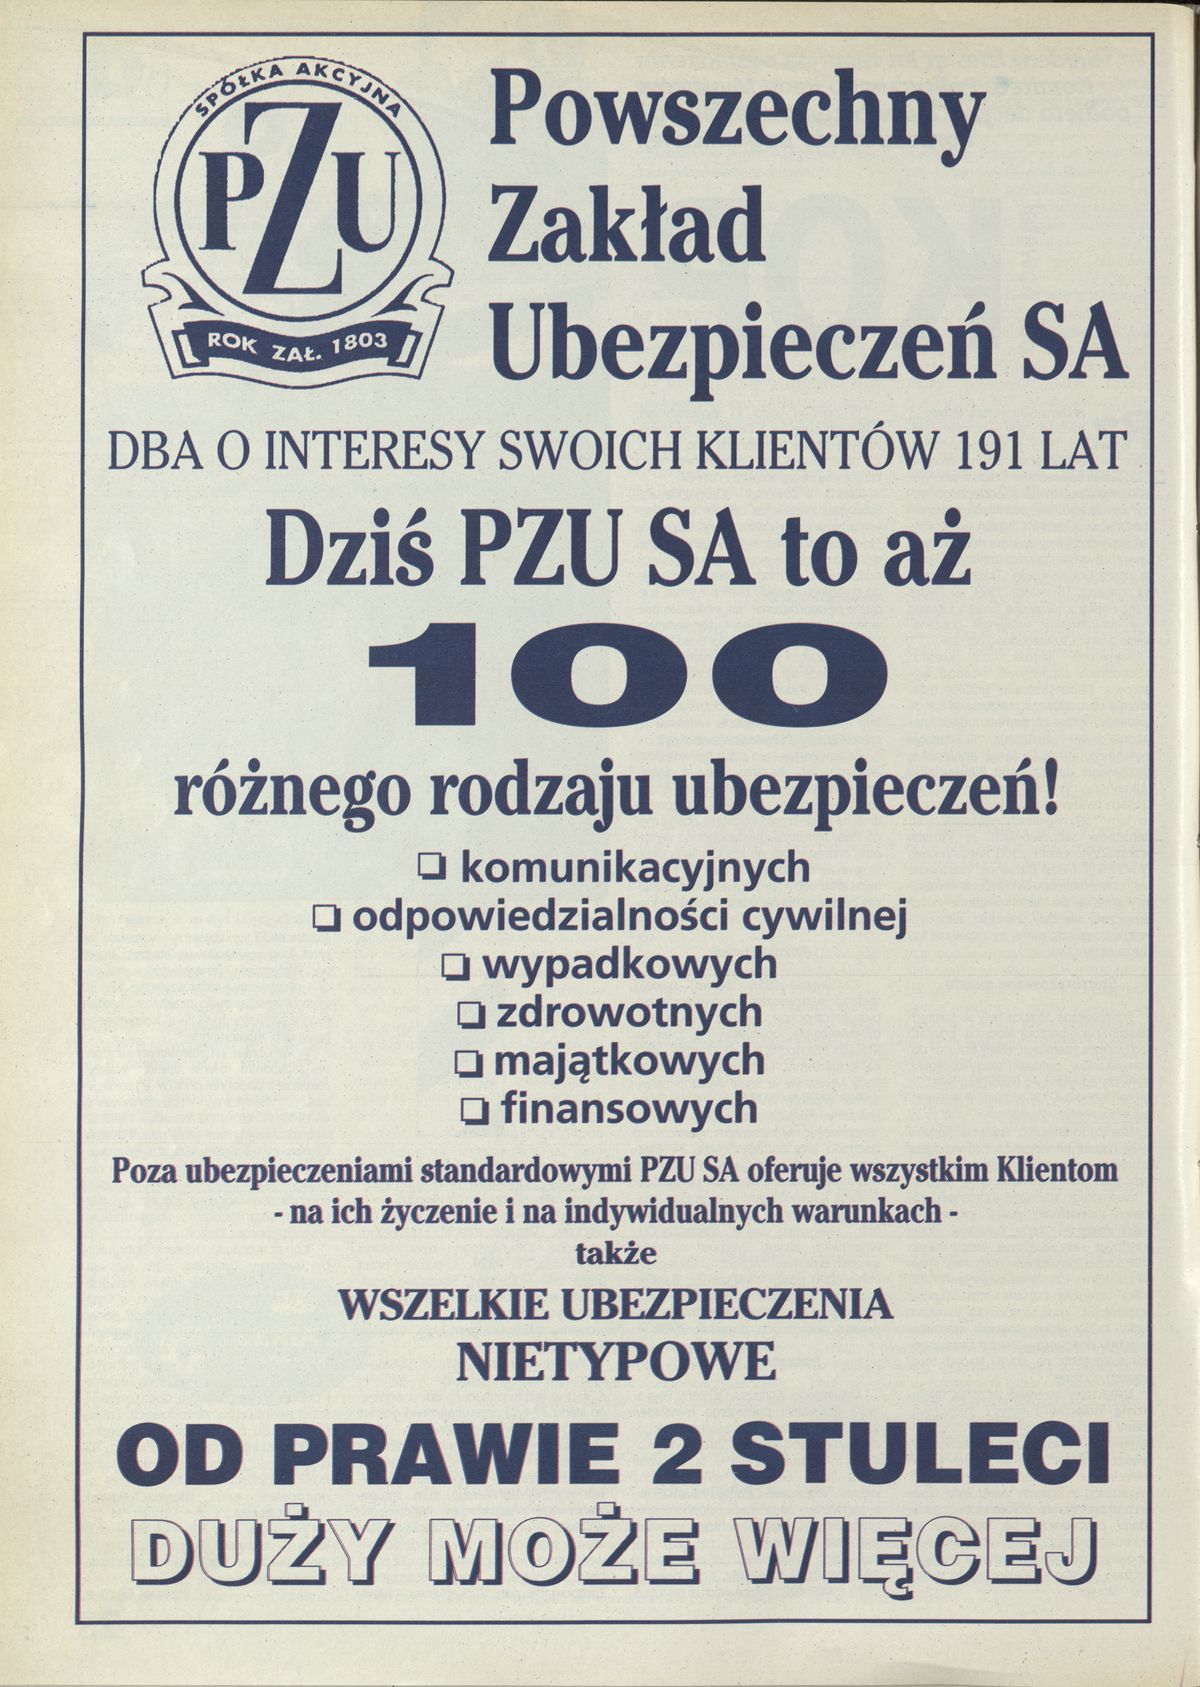 SPÓŁKA AKCYJNA
PZU
ROK ZAŁ. 1803
Powszechny
Zakład
Ubezpieczeń SA
DBA O INTERESY SWOICH KLIENTÓW 191 LAT
Dziś PZU SA to aż
100
różnego rodzaju ubezpieczeń!
❑ komunikacyjnych
❑ odpowiedzialności cywilnej
❑ wypadkowych
❑ zdrowotnych
❑ majątkowych
❑ finansowych
Poza ubezpieczeniami standardowymi PZU SA oferuje wszystkim Klientom
- na ich życzenie i na indywidualnych warunkach -
także
WSZELKIE UBEZPIECZENIA
NIETYPOWE
OD PRAWIE 2 STULECI
DUŻY MOŻE WIĘCEJ